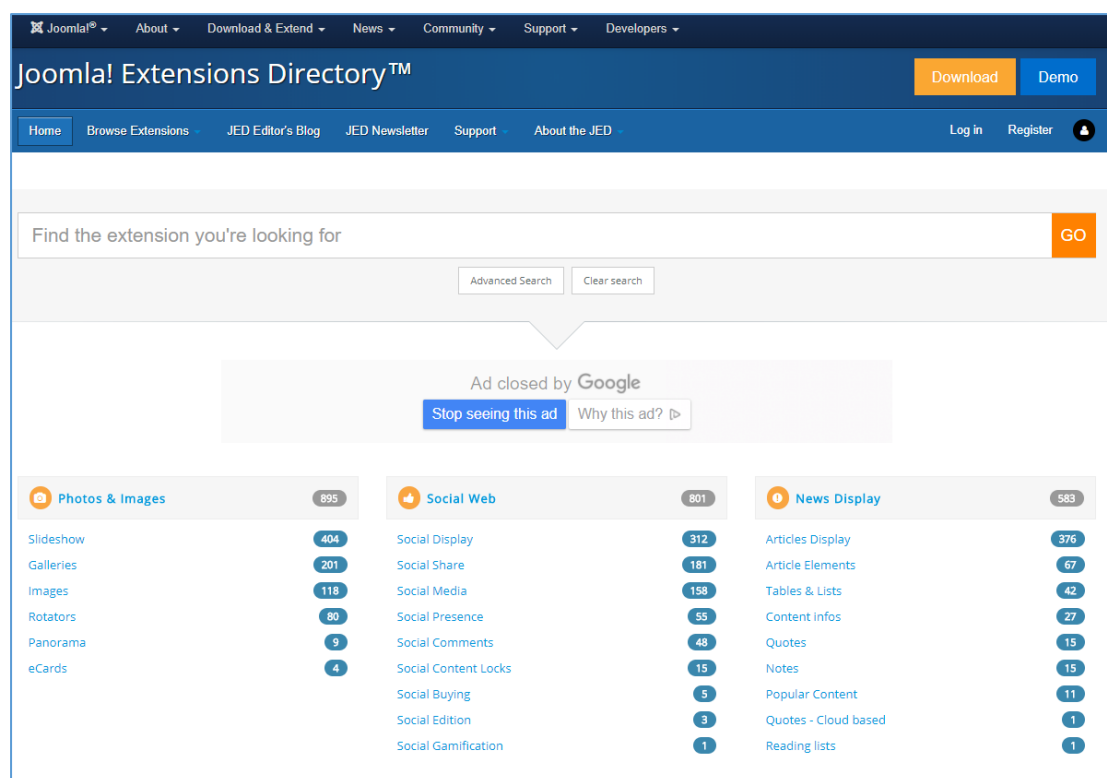 Joomla!® About Download & Extend News Community Support Developers
Joomla! Extensions Directory™
Download Demo
Home Browse Extensions JED Editor's Blog JED Newsletter Support About the JED Log in Register
Find the extension you're looking for GO
Advanced Search Clear search
Ad closed by Google
Stop seeing this ad Why this ad?
Photos & Images 895
Slideshow 404
Galleries 201
Images 118
Rotators 80
Panorama 9
eCards 4
Social Web 801
Social Display 312
Social Share 181
Social Media 158
Social Presence 55
Social Comments 48
Social Content Locks 15
Social Buying 5
Social Edition 3
Social Gamification 1
News Display 583
Articles Display 376
Article Elements 67
Tables & Lists 42
Content infos 27
Quotes 15
Notes 15
Popular Content 11
Quotes - Cloud based 1
Reading lists 1